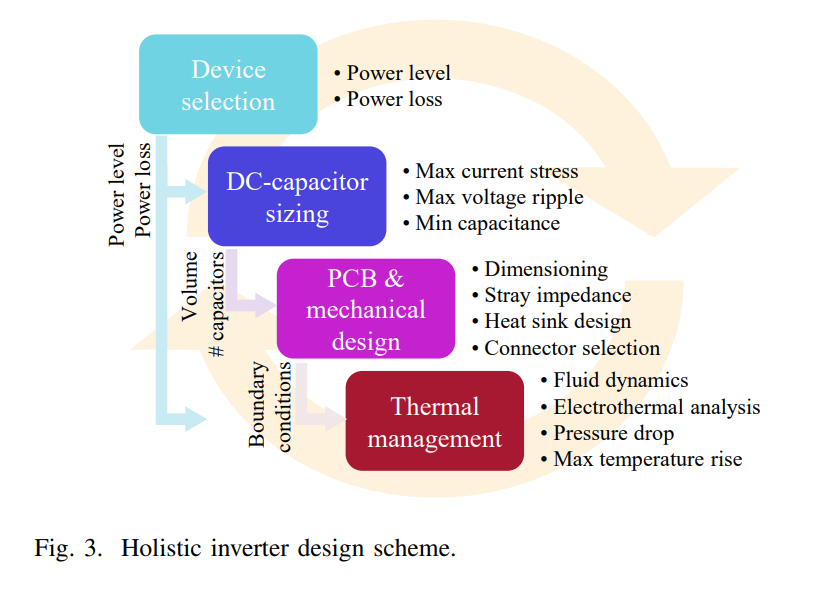 Device
selection
• Power level
• Power loss
Power level
Power loss
DC-capacitor
sizing
• Max current stress
• Max voltage ripple
• Min capacitance
Volume
# capacitors
PCB &
mechanical
design
• Dimensioning
• Stray impedance
• Heat sink design
• Connector selection
Boundary
conditions
Thermal
management
• Fluid dynamics
• Electrothermal analysis
• Pressure drop
• Max temperature rise
Fig. 3. Holistic inverter design scheme.